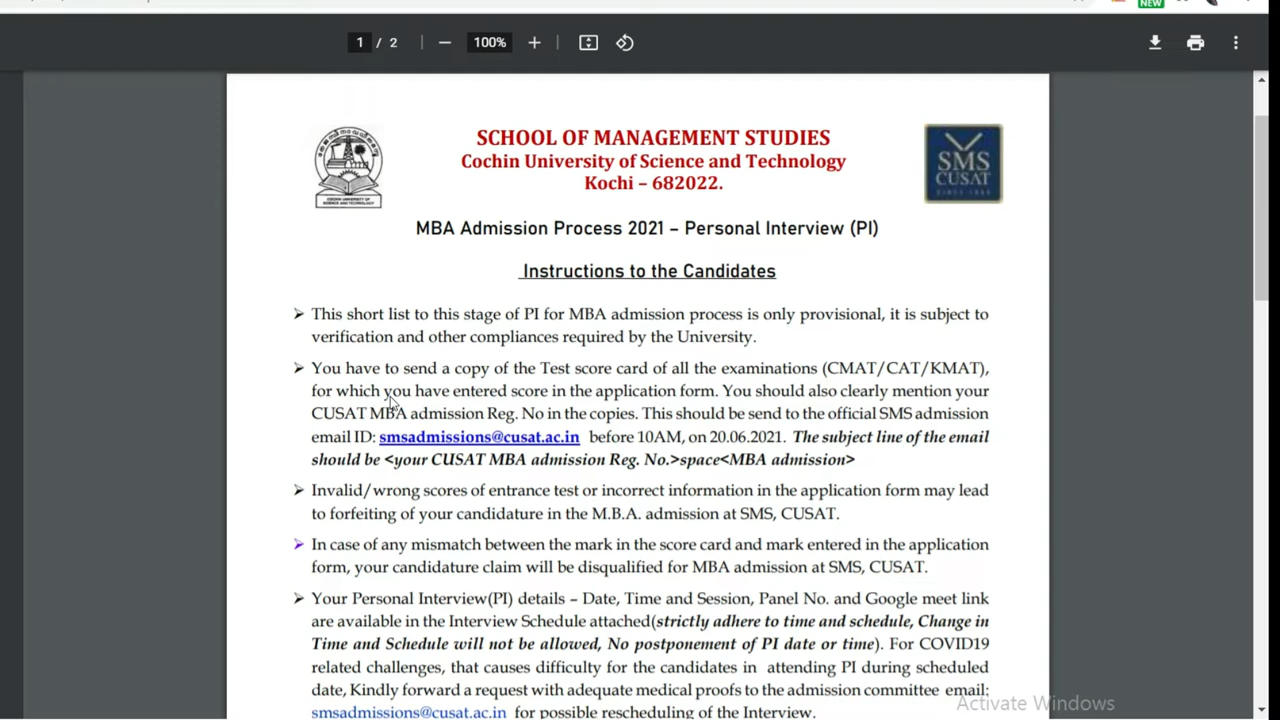 NEW
1 / 2
100%
SCHOOL OF MANAGEMENT STUDIES
Cochin University of Science and Technology
Kochi – 682022.
SMS
CUSAT
COCHIN UNIVERSITY OF
SCIENCE AND TECHNOLOGY
MBA Admission Process 2021 – Personal Interview (PI)
Instructions to the Candidates
➢ This short list to this stage of PI for MBA admission process is only provisional, it is subject to
verification and other compliances required by the University.
➢ You have to send a copy of the Test score card of all the examinations (CMAT/CAT/KMAT),
for which you have entered score in the application form. You should also clearly mention your
CUSAT MBA admission Reg. No in the copies. This should be send to the official SMS admission
email ID: smsadmissions@cusat.ac.in before 10AM, on 20.06.2021. The subject line of the email
should be <your CUSAT MBA admission Reg. No.>space<MBA admission>
➢ Invalid/wrong scores of entrance test or incorrect information in the application form may lead
to forfeiting of your candidature in the M.B.A. admission at SMS, CUSAT.
➢ In case of any mismatch between the mark in the score card and mark entered in the application
form, your candidature claim will be disqualified for MBA admission at SMS, CUSAT.
➢ Your Personal Interview(PI) details – Date, Time and Session, Panel No. and Google meet link
are available in the Interview Schedule attached(strictly adhere to time and schedule, Change in
Time and Schedule will not be allowed, No postponement of PI date or time). For COVID19
related challenges, that causes difficulty for the candidates in attending PI during scheduled
date, Kindly forward a request with adequate medical proofs to the admission committee email;
smsadmissions@cusat.ac.in for possible rescheduling of the Interview.
Activate Windows